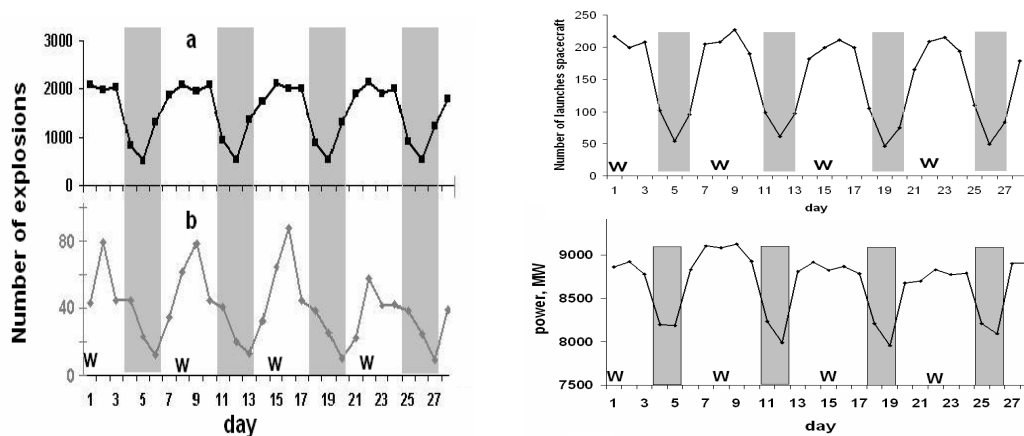 a
3000
2000
1000
0
Number of explosions
b
80
40
0
W W W W
1 3 5 7 9 11 13 15 17 19 21 23 25 27
day
250
200
150
100
50
0
Number of launches spacecraft
W W W W
1 3 5 7 9 11 13 15 17 19 21 23 25 27
day
9000
8500
8000
7500
power, MW
W W W W
1 3 5 7 9 11 13 15 17 19 21 23 25 27
day